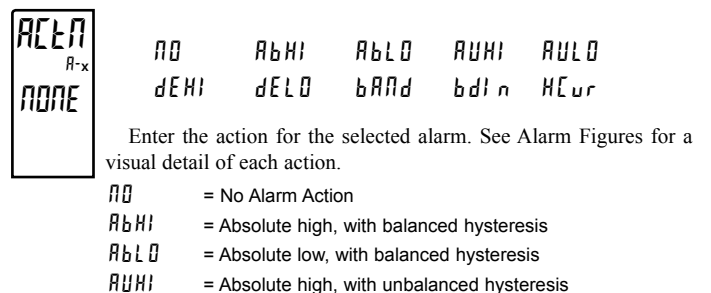 ACtN
A-x
NONE
NO AbHI AbLO AUHI AULO
dEHI dELO bANd bdIn HCur
Enter the action for the selected alarm. See Alarm Figures for a
visual detail of each action.
NO = No Alarm Action
AbHI = Absolute high, with balanced hysteresis
AbLO = Absolute low, with balanced hysteresis
AUHI = Absolute high, with unbalanced hysteresis